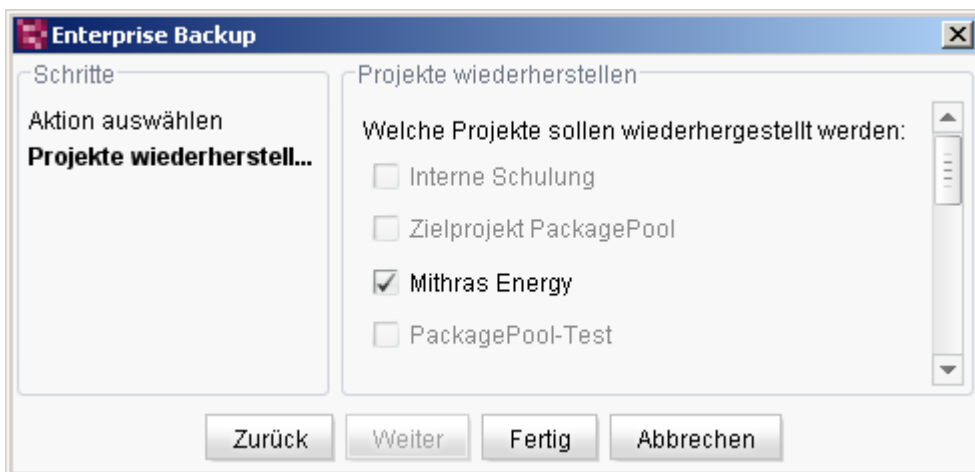 Enterprise Backup
Schritte
Aktion auswählen
Projekte wiederherstell...
Projekte wiederherstellen
Welche Projekte sollen wiederhergestellt werden:
Interne Schulung
Zielprojekt PackagePool
Mithras Energy
PackagePool-Test
Zurück
Weiter
Fertig
Abbrechen